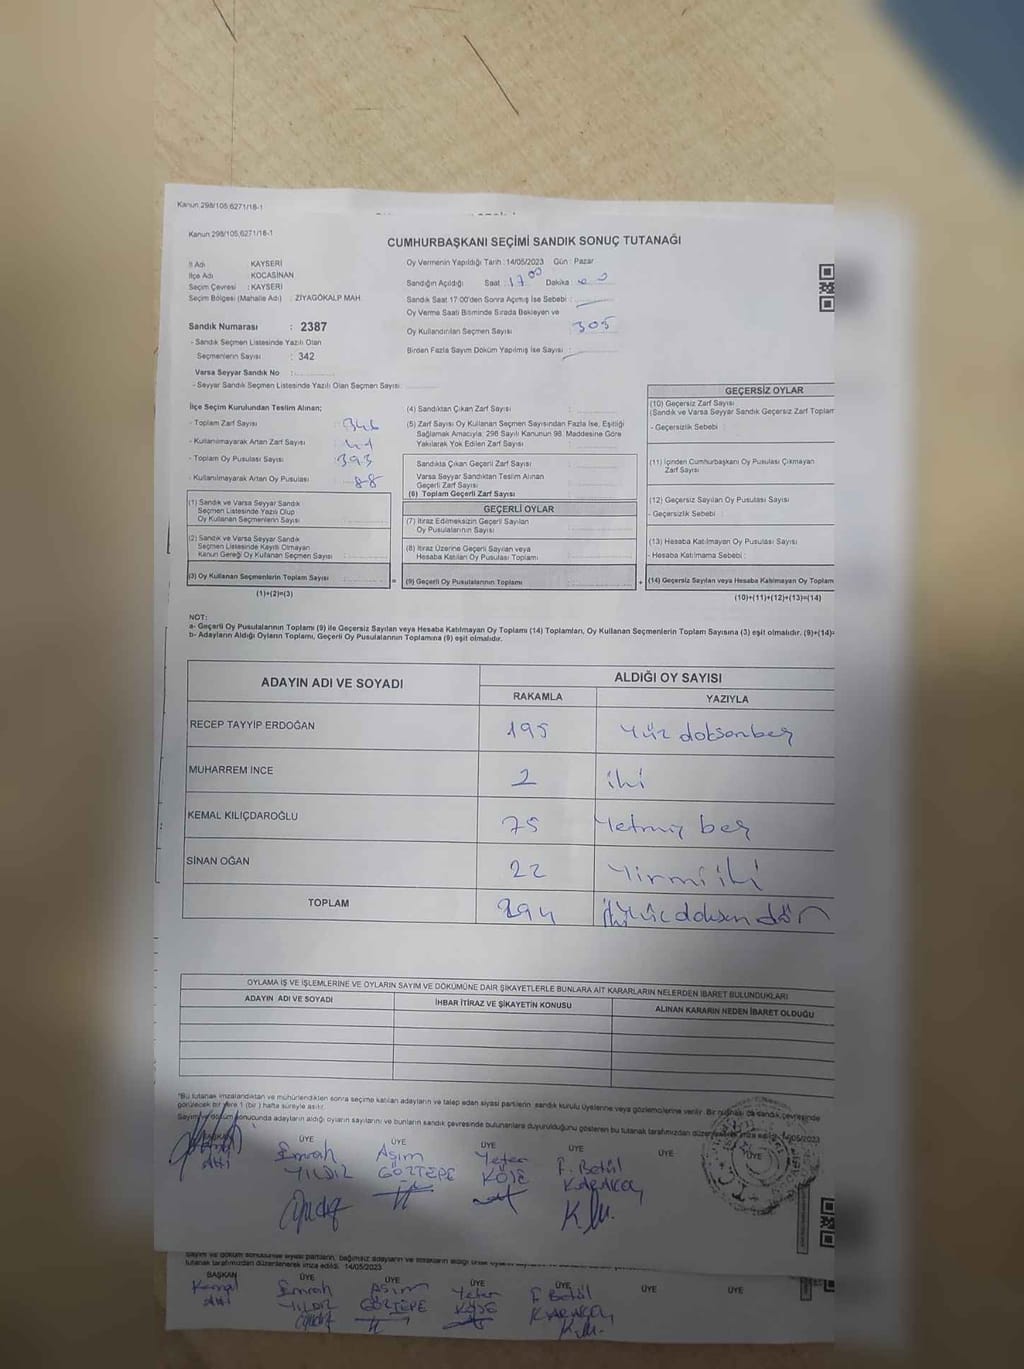 Kanun 298/105,6271/18-1
Kanun 298/105,6271/18-1
CUMHURBAŞKANI SEÇİMİ SANDIK SONUÇ TUTANAĞI
İl Adı : KAYSERİ
İlçe Adı : KOCASİNAN
Seçim Çevresi : KAYSERİ
Seçim Bölgesi (Mahalle Adı) : ZİYAGÖKALP MAH.
Oy Vermenin Yapıldığı Tarih :14/05/2023 Gün : Pazar
Sandığın Açıldığı Saat : 17 00 Dakika :
Sandık Saat 17:00'den Sonra Açımış İse Sebebi :
Oy Verme Saati Bitiminde Sırada Bekleyen ve
Oy Kullandırılan Seçmen Sayısı 305
Birden Fazla Sayım Döküm Yapılmış İse Sayısı :
Sandık Numarası : 2387
- Sandık Seçmen Listesinde Yazılı Olan
Seçmenlerin Sayısı : 342
Varsa Seyyar Sandık No :
- Seyyar Sandık Seçmen Listesinde Yazılı Olan Seçmen Sayısı:
İlçe Seçim Kurulundan Teslim Alınan;
- Toplam Zarf Sayısı : 346
- Kullanılmayarak Artan Zarf Sayısı : 41
- Toplam Oy Pusulası Sayısı : 393
- Kullanılmayarak Artan Oy Pusulası : 88
(1) Sandık ve Varsa Seyyar Sandık
Seçmen Listesinde Yazılı Olup
Oy Kullanan Seçmenlerin Sayısı
(2) Sandık ve Varsa Seyyar Sandık
Seçmen Listesinde Kayıtlı Olmayan
Kanun Gereği Oy Kullanan Seçmen Sayısı
(3) Oy Kullanan Seçmenlerin Toplam Sayısı
(1)+(2)=(3)
(4) Sandıktan Çıkan Zarf Sayısı
(5) Zarf Sayısı Oy Kullanan Seçmen Sayısından Fazla İse, Eşitliği
Sağlamak Amacıyla; 298 Sayılı Kanunun 98. Maddesine Göre
Yakılarak Yok Edilen Zarf Sayısı
Sandıkta Çıkan Geçerli Zarf Sayısı
Varsa Seyyar Sandıktan Teslim Alınan
Geçerli Zarf Sayısı
(6) Toplam Geçerli Zarf Sayısı
GEÇERLİ OYLAR
(7) İtiraz Edilmeksizin Geçerli Sayılan
Oy Pusulalarının Sayısı
(8) İtiraz Üzerine Geçerli Sayılan veya
Hesaba Katılan Oy Pusulası Toplamı
(9) Geçerli Oy Pusulalarının Toplamı
GEÇERSİZ OYLAR
(10) Geçersiz Zarf Sayısı
(Sandık ve Varsa Seyyar Sandık Geçersiz Zarf Toplam
- Geçersizlik Sebebi
(11) İçinden Cumhurbaşkanı Oy Pusulası Çıkmayan
Zarf Sayısı
(12) Geçersiz Sayılan Oy Pusulası Sayısı
- Geçersizlik Sebebi
(13) Hesaba Katılmayan Oy Pusulası Sayısı
- Hesaba Katılmama Sebebi :
(14) Geçersiz Sayılan veya Hesaba Katılmayan Oy Toplam
(10)+(11)+(12)+(13)=(14)
NOT:
a- Geçerli Oy Pusulalarının Toplamı (9) ile Geçersiz Sayılan veya Hesaba Katılmayan Oy Toplamı (14) Toplamları, Oy Kullanan Seçmenlerin Toplam Sayısına (3) eşit olmalıdır. (9)+(14)=
b- Adayların Aldığı Oyların Toplamı, Geçerli Oy Pusulalarının Toplamına (9) eşit olmalıdır.
ADAYIN ADI VE SOYADI ALDIĞI OY SAYISI
RAKAMLA YAZIYLA
RECEP TAYYİP ERDOĞAN 195 Yüz doksanbeş
MUHARREM İNCE 2 iki
KEMAL KILIÇDAROĞLU 75 Yetmiş beş
SİNAN OĞAN 22 Yirmi iki
TOPLAM 294 İkiyüz doksan dör
OYLAMA İŞ VE İŞLEMLERİNE VE OYLARIN SAYIM VE DÖKÜMÜNE DAİR ŞİKAYETLERLE BUNLARA AİT KARARLARIN NELERDEN İBARET BULUNDUKLARI
ADAYIN ADI VE SOYADI İHBAR İTİRAZ VE ŞİKAYETİN KONUSU ALINAN KARARIN NEDEN İBARET OLDUĞU
"Bu tutanak imzalandıktan ve mühürlendikten sonra seçime katılan adayların ve talep eden siyasi partilerin, sandık kurulu üyelerine veya gözlemcilerine verilir. Bir nüshası da sandık çevresinde
görülecek bir yere 1 (bir) hafta süreyle asılır.
Sayım ve döküm sonucunda adayların aldığı oyların sayılarını ve bunların sandık çevresinde bulunanlara duyurulduğunu gösteren bu tutanak tarafımızdan düzenlenerek imza edildi. 14/05/2023
BAŞKAN ÜYE ÜYE ÜYE ÜYE ÜYE ÜYE
Emrah Aşım Yeter F. Betül
YILDIZ GÖZTEPE KÖSE KARAKOÇ
tutanak tarafımızdan düzenlenerek imza edildi. 14/05/2023
BAŞKAN ÜYE ÜYE ÜYE ÜYE ÜYE ÜYE
Kemal Emrah Asım Yeter F. Betül
YILDIZ GÖZTEPE KÖSE KARAKOÇ